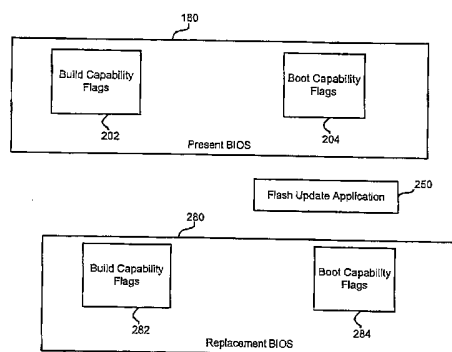 180
Build Capability
Flags
Boot Capability
Flags
202
204
Present BIOS
250
Flash Update Application
280
Build Capability
Flags
Boot Capability
Flags
282
284
Replacement BIOS